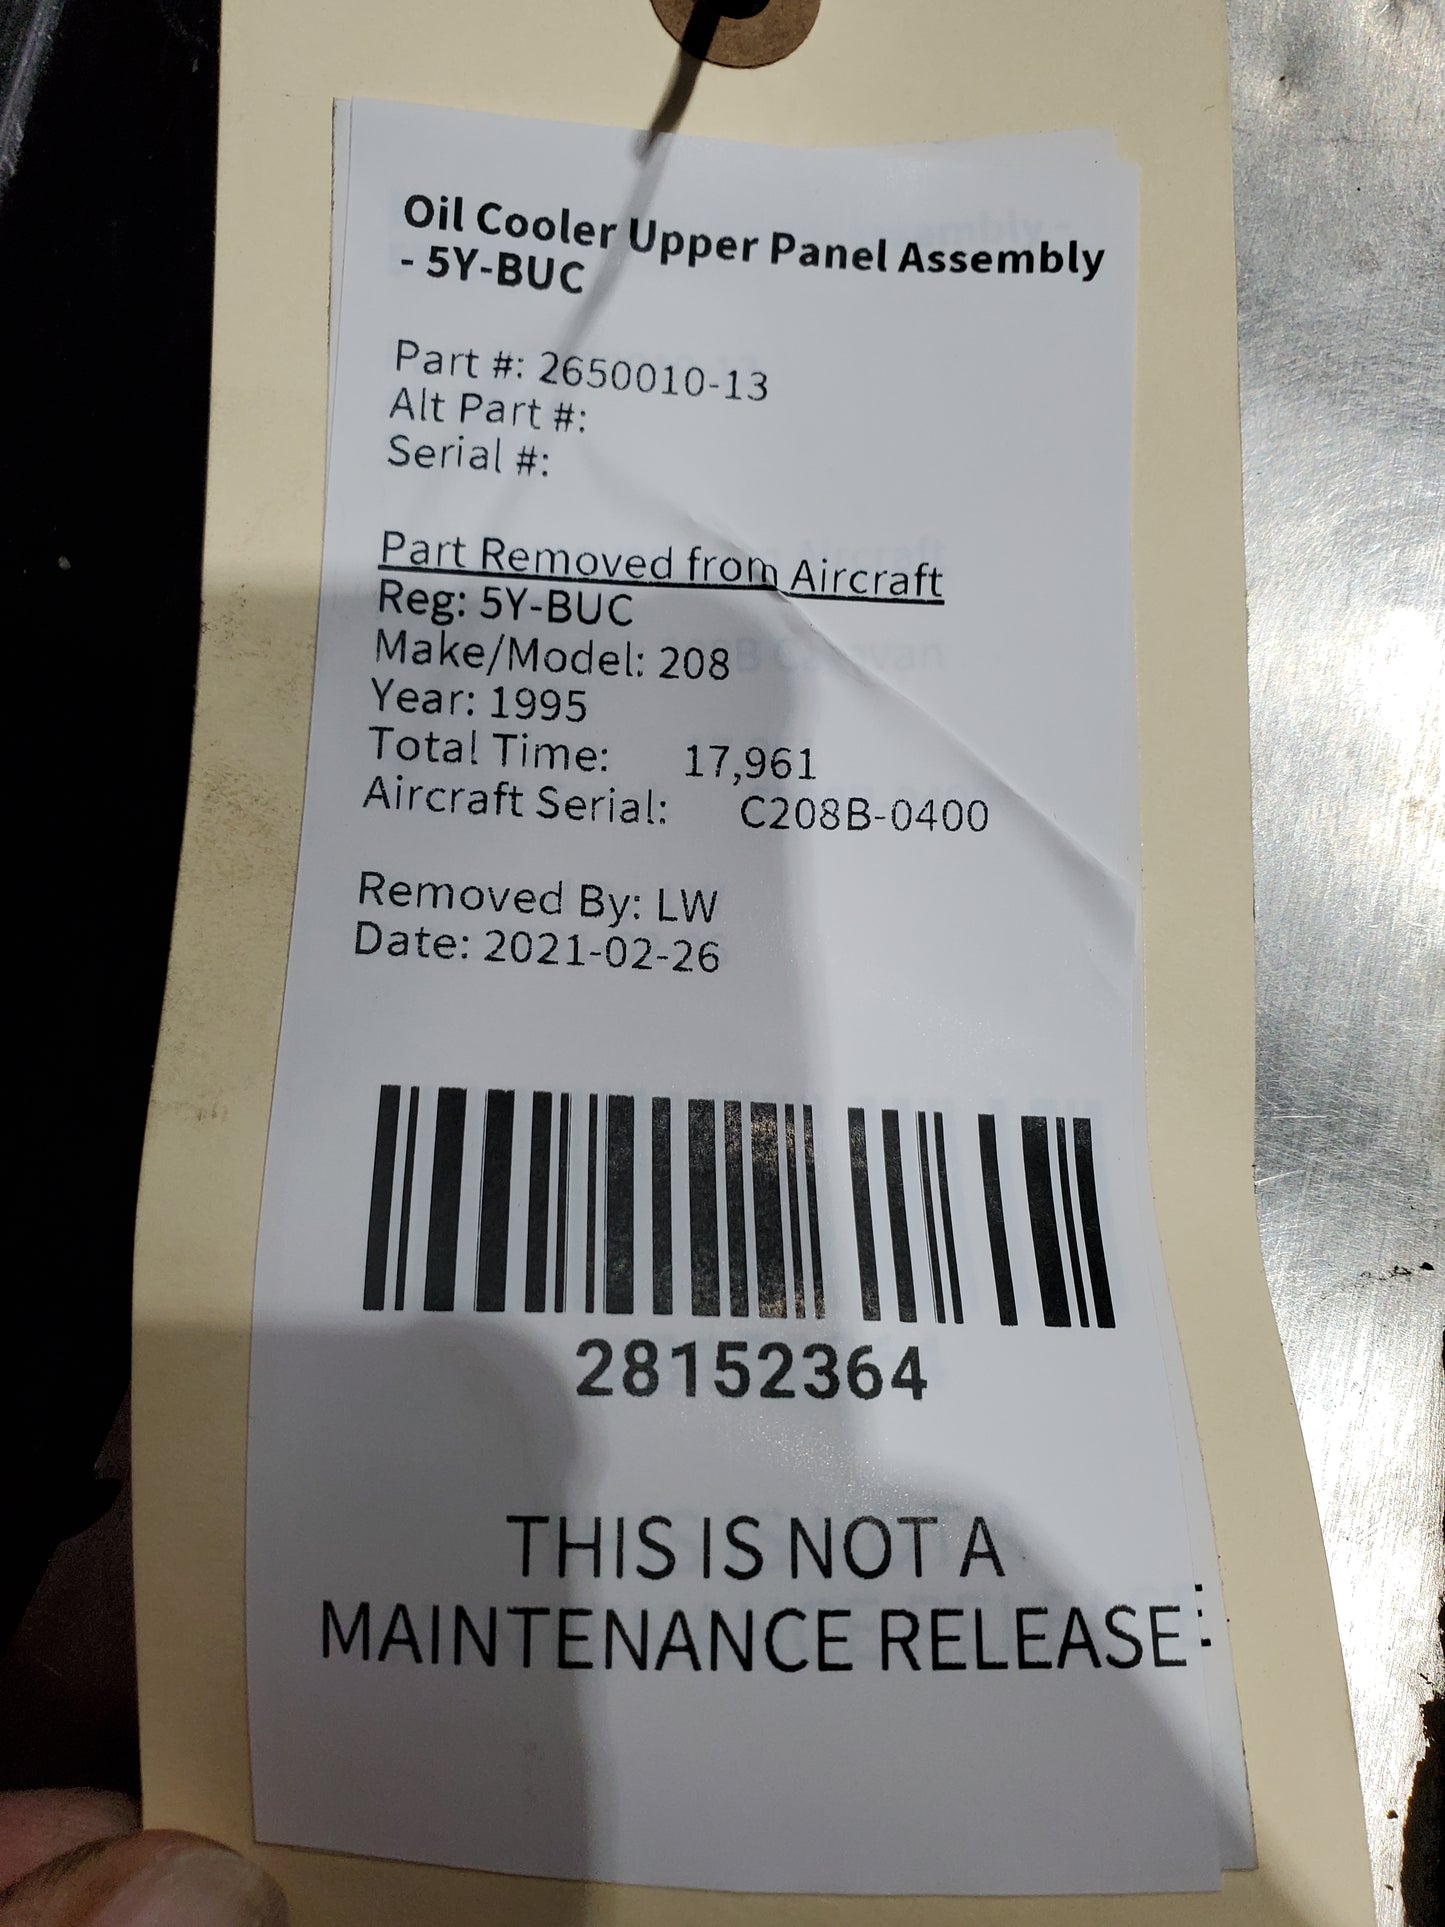 Oil Cooler Upper Panel Assembly
- 5Y-BUC
Part #: 2650010-13
Alt Part #:
Serial #:
Part Removed from Aircraft
Reg: 5Y-BUC
Make/Model: 208
Year: 1995
Total Time: 17,961
Aircraft Serial: C208B-0400
Removed By: LW
Date: 2021-02-26
28152364
THIS IS NOT A
MAINTENANCE RELEASE